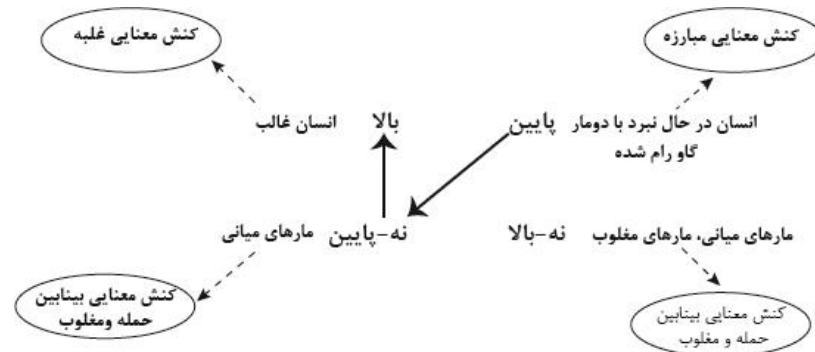 کنش معنایی مبارزه
کنش معنایی غلبه
انسان در حال نبرد با دومار
گاو رام شده
پایین
بالا
انسان غالب
مارهای میانی، مارهای مغلوب
نه-بالا
نه-پایین
مارهای میانی
کنش معنایی بینابین
حمله و مغلوب
کنش معنایی بینابین
حمله ومغلوب